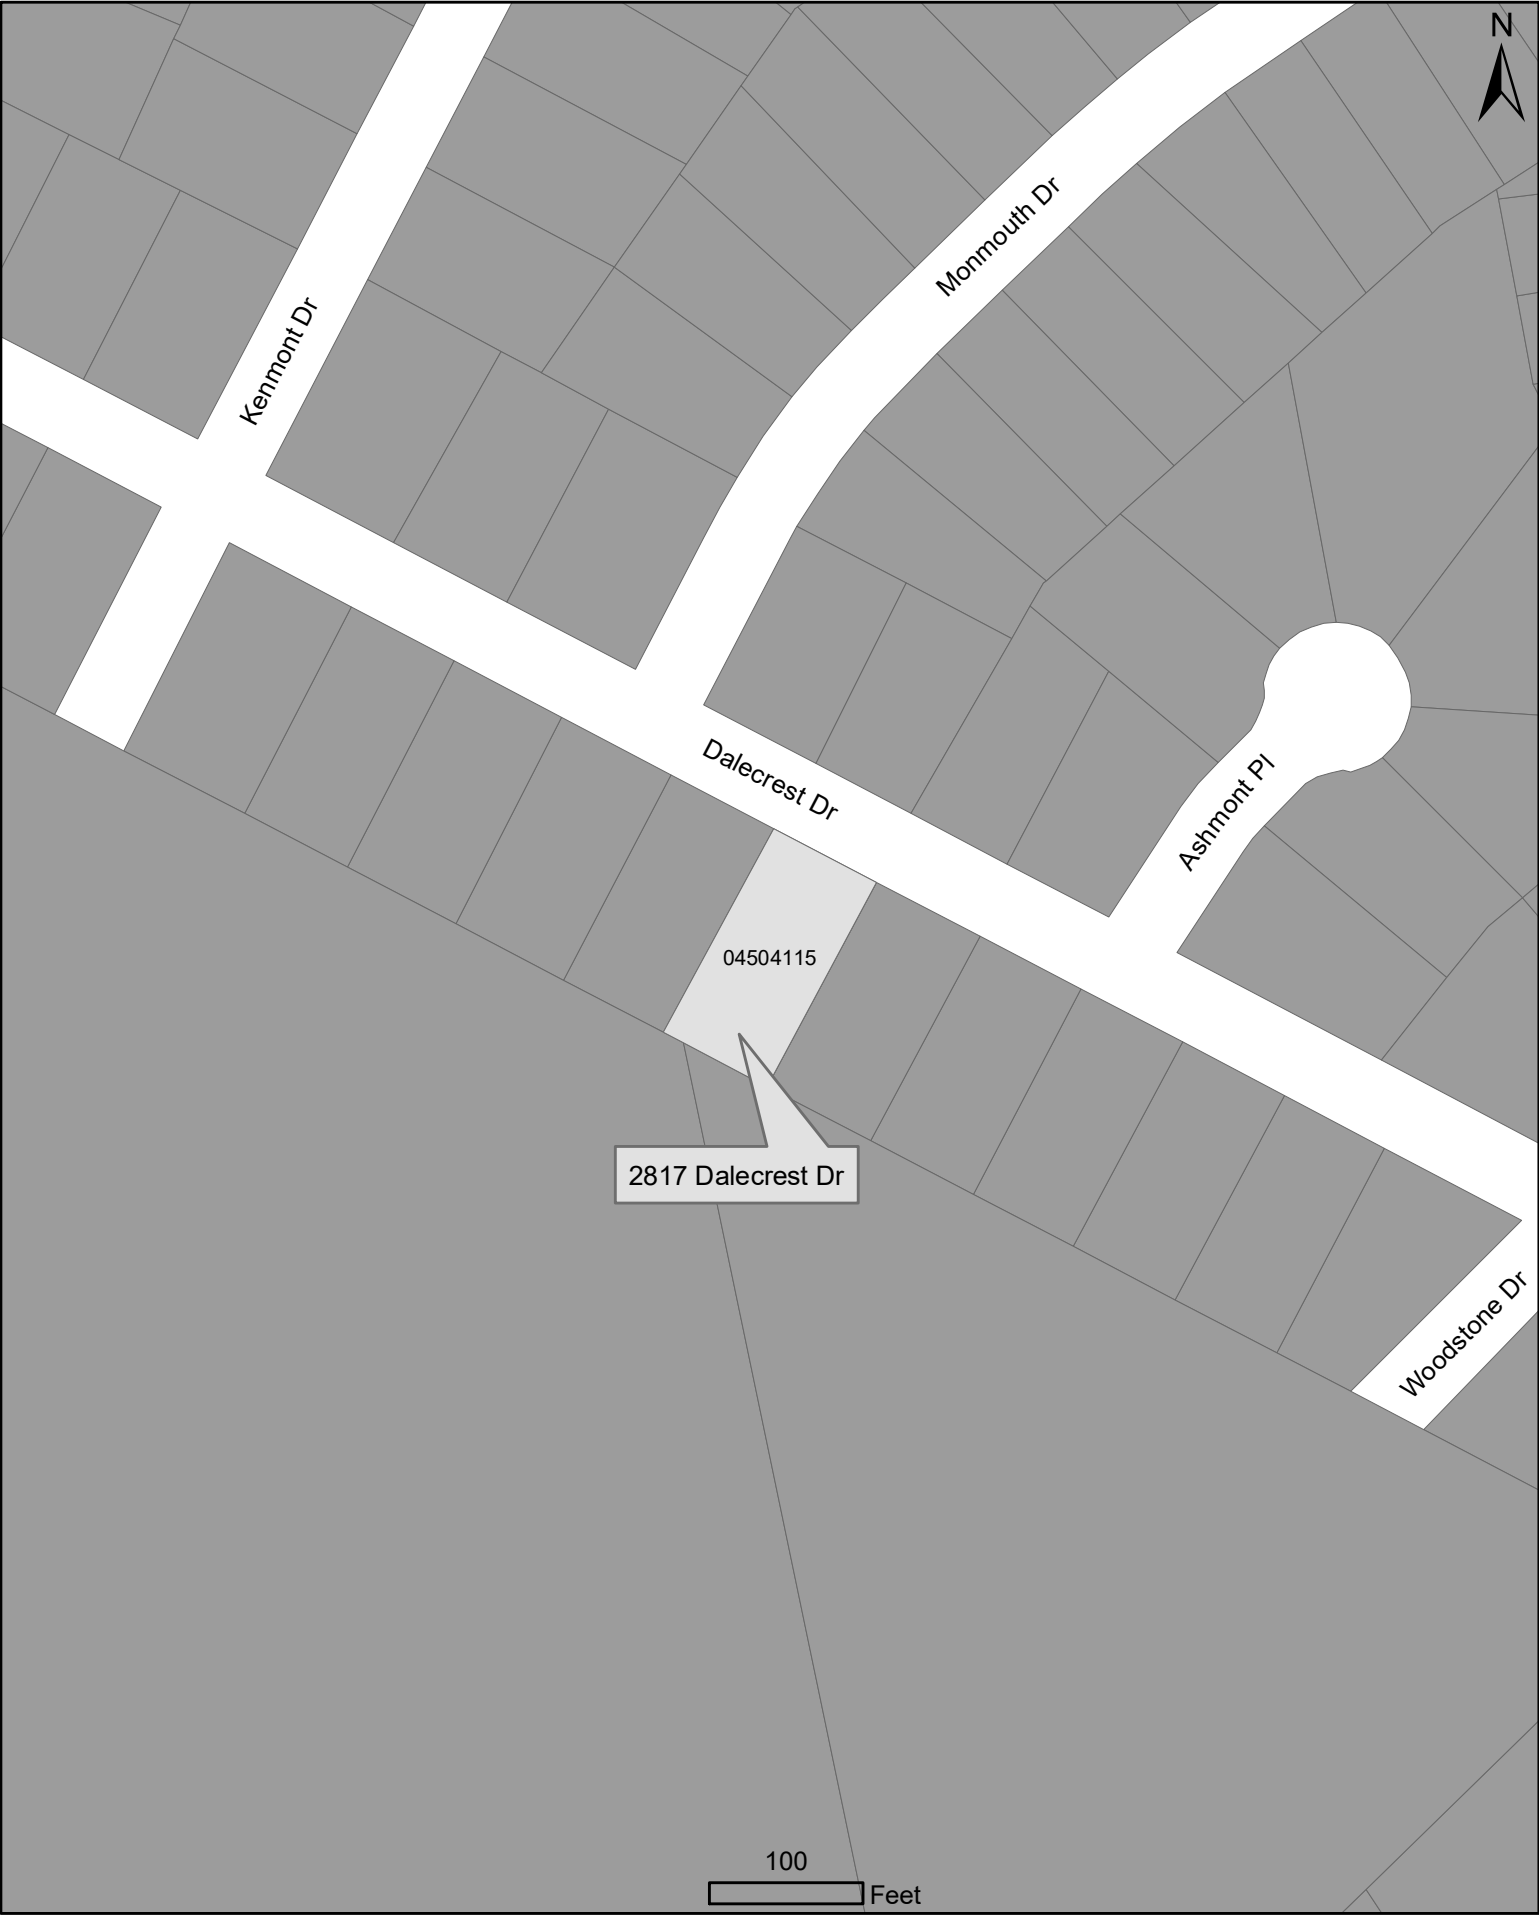 N
Monmouth Dr
Kenmont Dr
Dalecrest Dr
Ashmont Pl
04504115
2817 Dalecrest Dr
Woodstone Dr
100
Feet